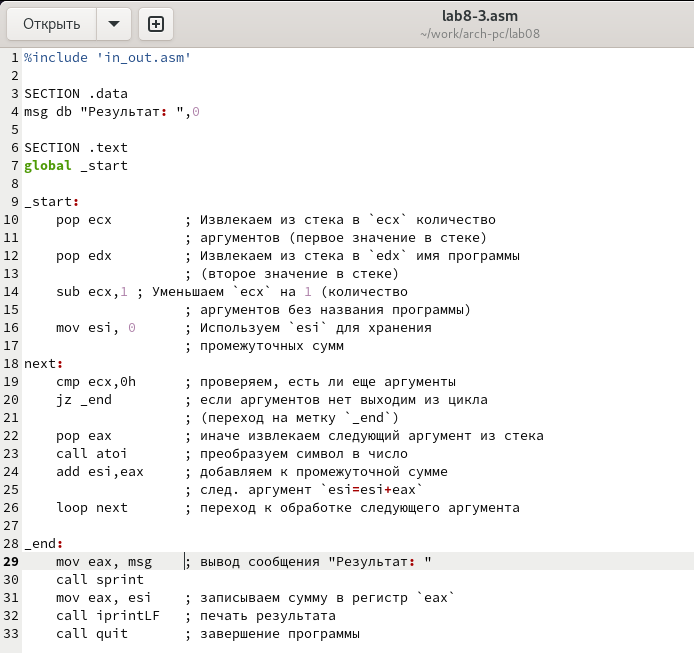 Открыть
lab8-3.asm
~/work/arch-pc/lab08
1 %include 'in_out.asm'
2
3 SECTION .data
4 msg db "Результат: ",0
5
6 SECTION .text
7 global _start
8
9 _start:
10     pop ecx         ; Извлекаем из стека в `ecx` количество
11                     ; аргументов (первое значение в стеке)
12     pop edx         ; Извлекаем из стека в `edx` имя программы
13                     ; (второе значение в стеке)
14     sub ecx,1 ; Уменьшаем `ecx` на 1 (количество
15                     ; аргументов без названия программы)
16     mov esi, 0      ; Используем `esi` для хранения
17                     ; промежуточных сумм
18 next:
19     cmp ecx,0h      ; проверяем, есть ли еще аргументы
20     jz _end         ; если аргументов нет выходим из цикла
21                     ; (переход на метку `_end`)
22     pop eax         ; иначе извлекаем следующий аргумент из стека
23     call atoi       ; преобразуем символ в число
24     add esi,eax     ; добавляем к промежуточной сумме
25                     ; след. аргумент `esi=esi+eax`
26     loop next       ; переход к обработке следующего аргумента
27
28 _end:
29     mov eax, msg    ; вывод сообщения "Результат: "
30     call sprint
31     mov eax, esi    ; записываем сумму в регистр `eax`
32     call iprintLF   ; печать результата
33     call quit       ; завершение программы